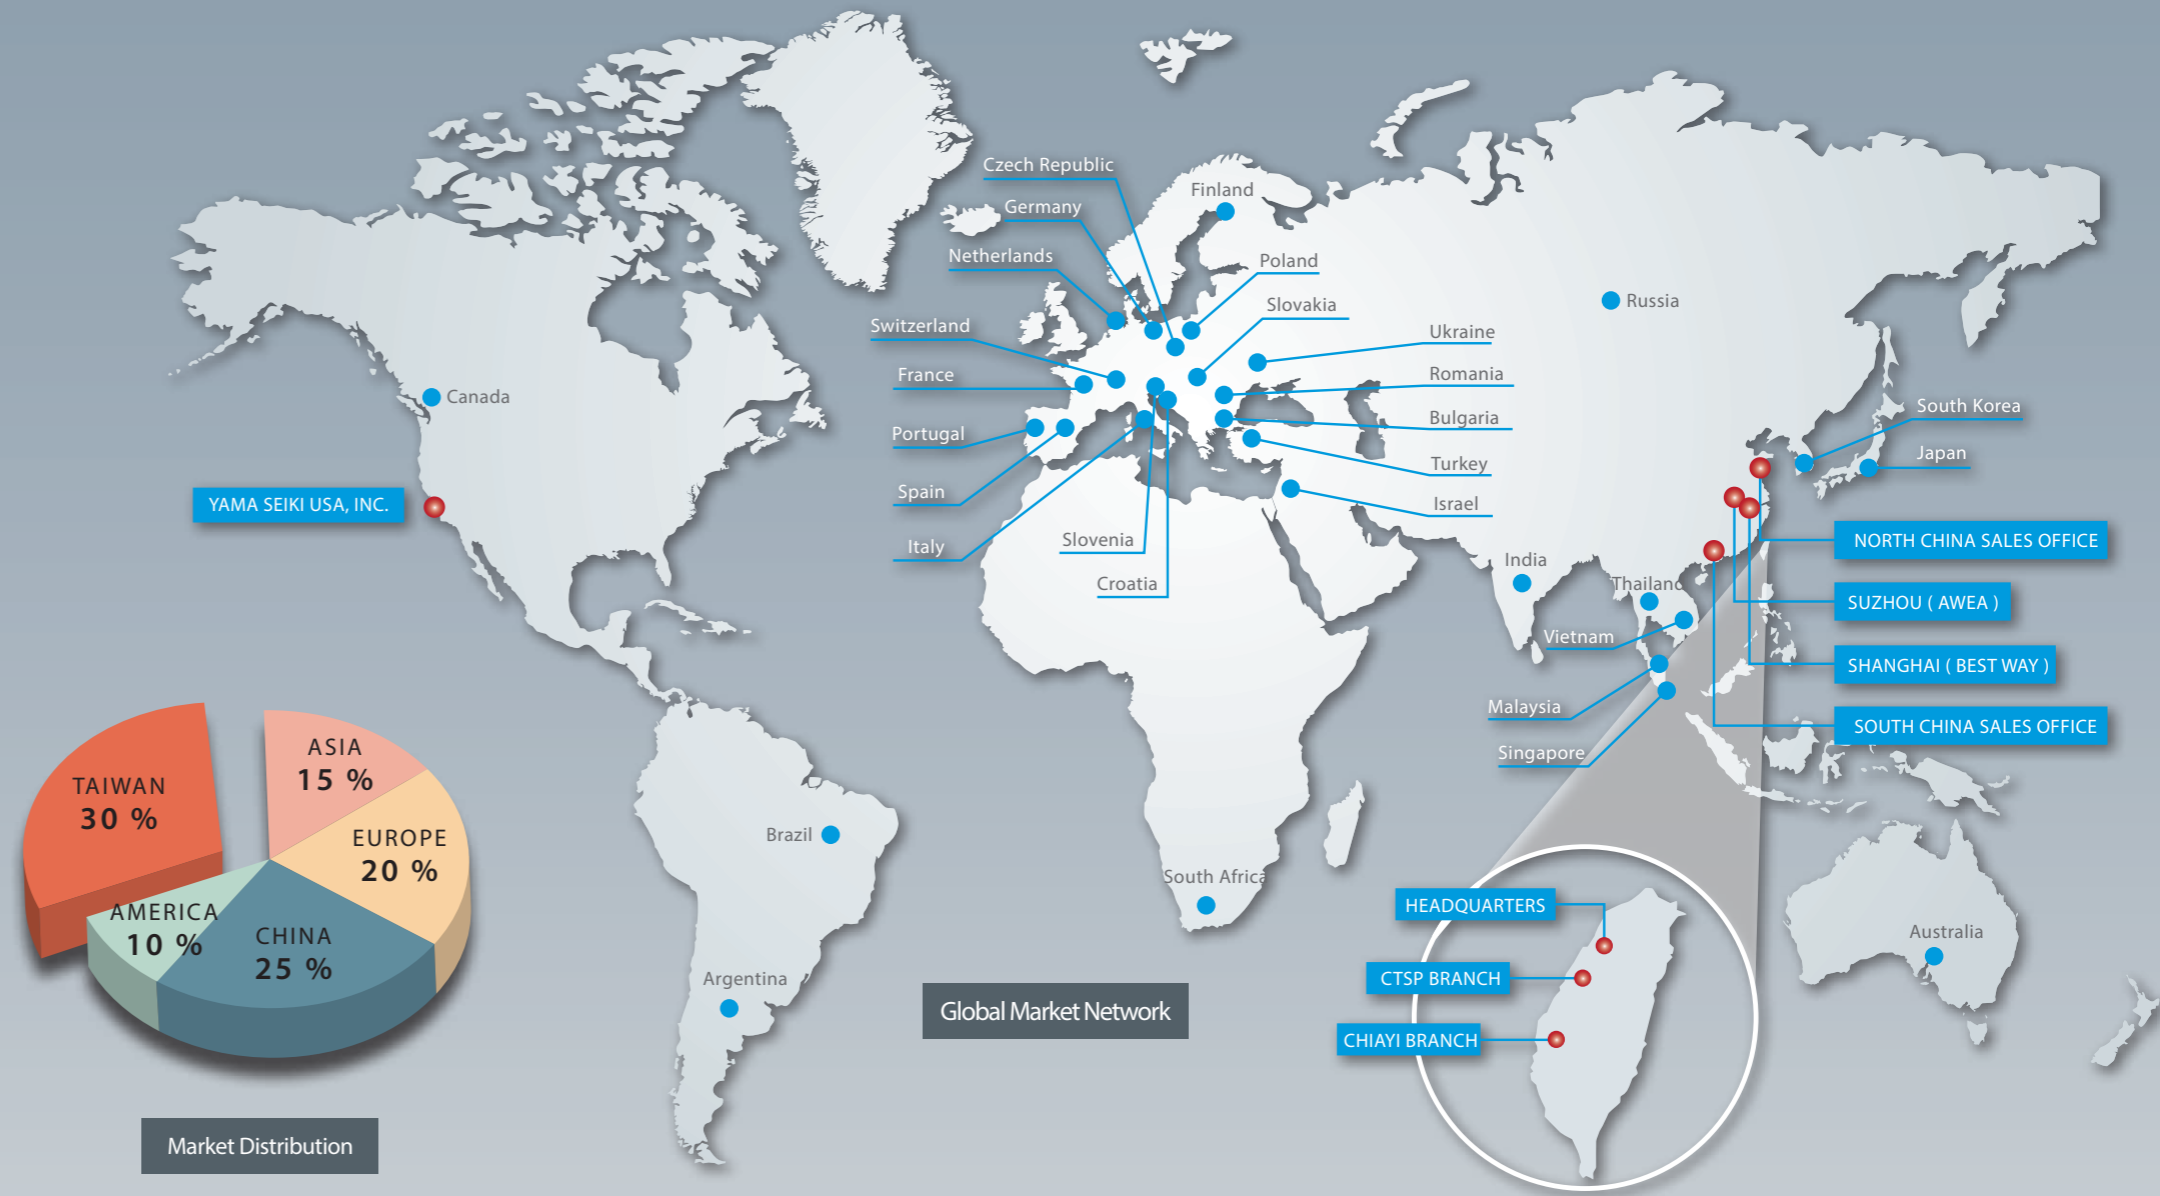 Czech Republic
Germany
Netherlands
Switzerland
France
Portugal
Spain
Italy
Slovenia
Croatia
Finland
Poland
Slovakia
Ukraine
Romania
Bulgaria
Turkey
Israel
Russia
Canada
YAMA SEIKI USA, INC.
South Korea
Japan
NORTH CHINA SALES OFFICE
SUZHOU ( AWEA )
SHANGHAI ( BEST WAY )
SOUTH CHINA SALES OFFICE
India
Thailand
Vietnam
Malaysia
Singapore
Brazil
Argentina
South Africa
Australia
HEADQUARTERS
CTSP BRANCH
CHIAYI BRANCH
Global Market Network
TAIWAN
30 %
ASIA
15 %
EUROPE
20 %
AMERICA
10 %
CHINA
25 %
Market Distribution